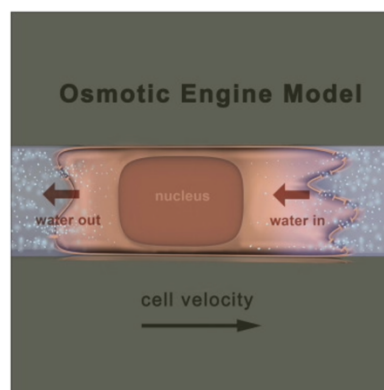 Osmotic Engine Model
nucleus
water out
water in
cell velocity